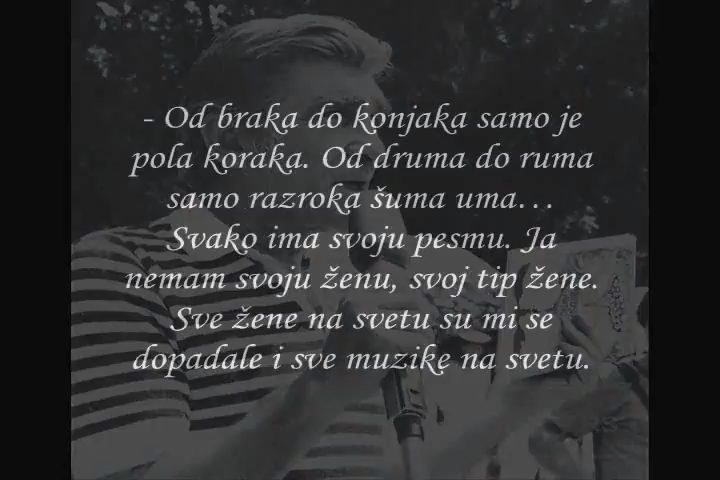 - Od braka do konjaka samo je
pola koraka. Od druma do ruma
samo razroka šuma uma...
Svako ima svoju pesmu. Ja
nemam svoju ženu, svoj tip žene.
Sve žene na svetu su mi se
dopadale i sve muzike na svetu.